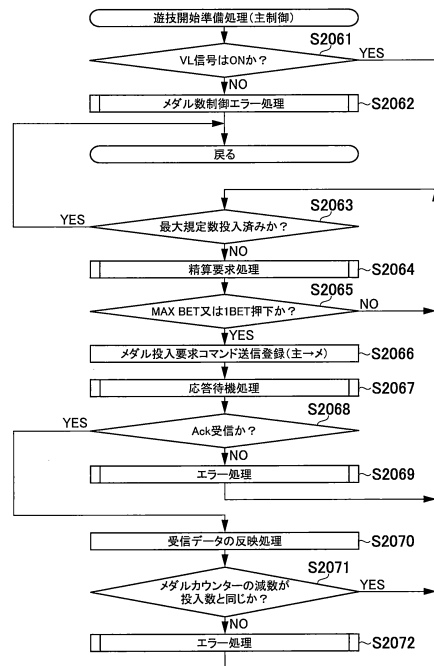 遊技開始準備処理(主制御)
S2061
VL信号はONか?
YES
NO
メダル数制御エラー処理
S2062
戻る
YES
S2063
最大規定数投入済みか?
NO
精算要求処理
S2064
S2065
MAX BET又は1BET押下か?
NO
YES
メダル投入要求コマンド送信登録(主→メ)
S2066
応答待機処理
S2067
YES
S2068
Ack受信か?
NO
エラー処理
S2069
受信データの反映処理
S2070
S2071
メダルカウンターの減数が
投入数と同じか?
YES
NO
エラー処理
S2072